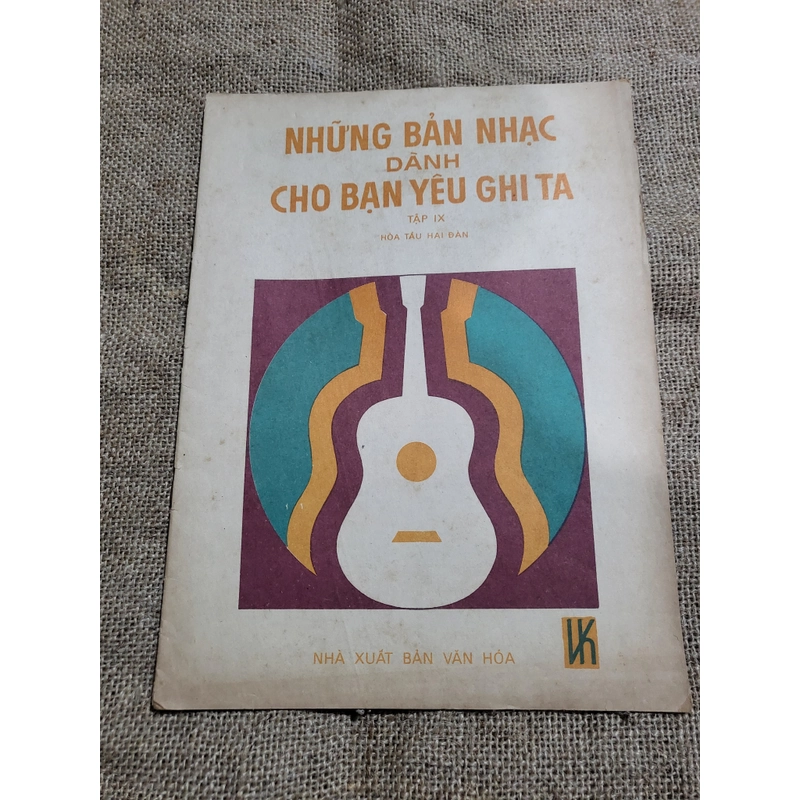 NHỮNG BẢN NHẠC
DÀNH
CHO BẠN YÊU GHI TA
TẬP IX
HÒA TẤU HAI ĐÀN
NHÀ XUẤT BẢN VĂN HÓA
VH